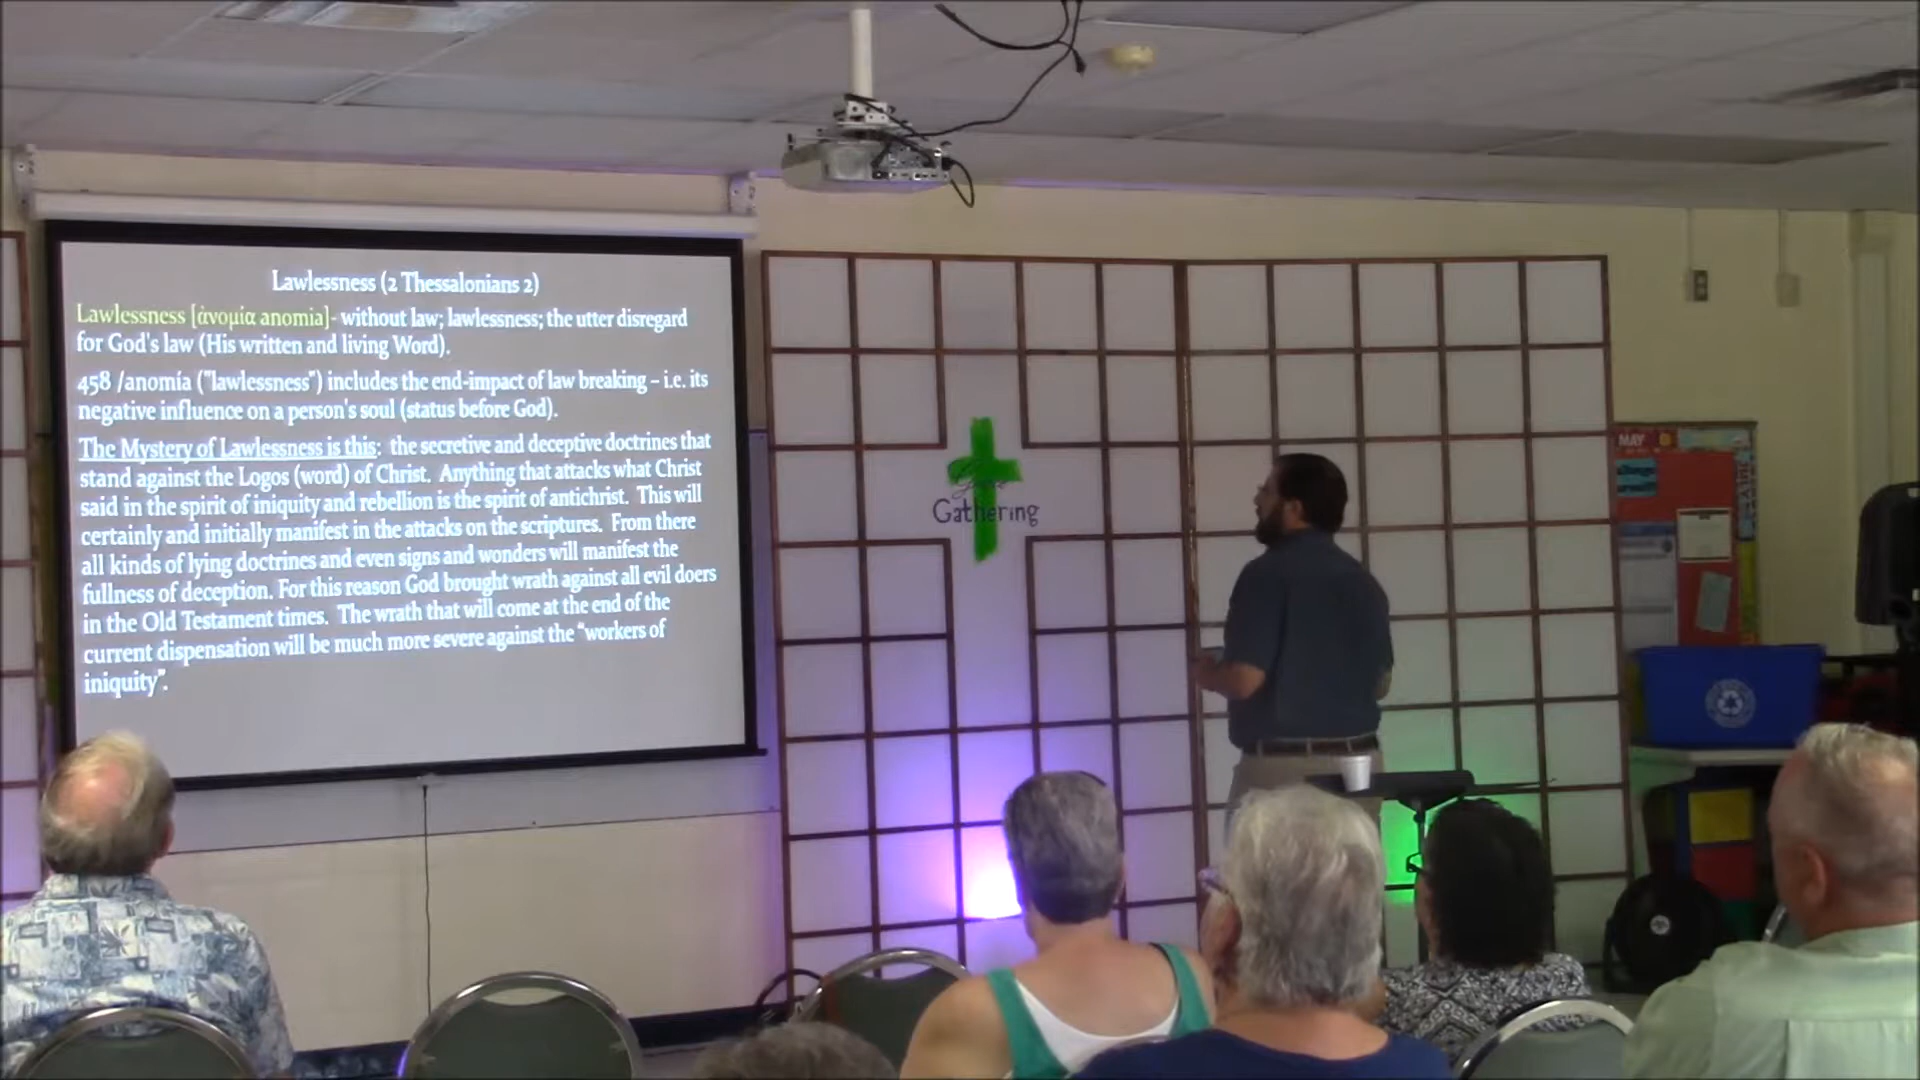 Lawlessness (2 Thessalonians 2)
Lawlessness [ἀνομία anomia]- without law; lawlessness; the utter disregard
for God's law (His written and living Word).
458 /anomía ("lawlessness") includes the end-impact of law breaking – i.e. its
negative influence on a person's soul (status before God).
The Mystery of Lawlessness is this: the secretive and deceptive doctrines that
stand against the Logos (word) of Christ. Anything that attacks what Christ
said in the spirit of iniquity and rebellion is the spirit of antichrist. This will
certainly and initially manifest in the attacks on the scriptures. From there
all kinds of lying doctrines and even signs and wonders will manifest the
fullness of deception. For this reason God brought wrath against all evil doers
in the Old Testament times. The wrath that will come at the end of the
current dispensation will be much more severe against the "workers of
iniquity".
Gathering
MAY